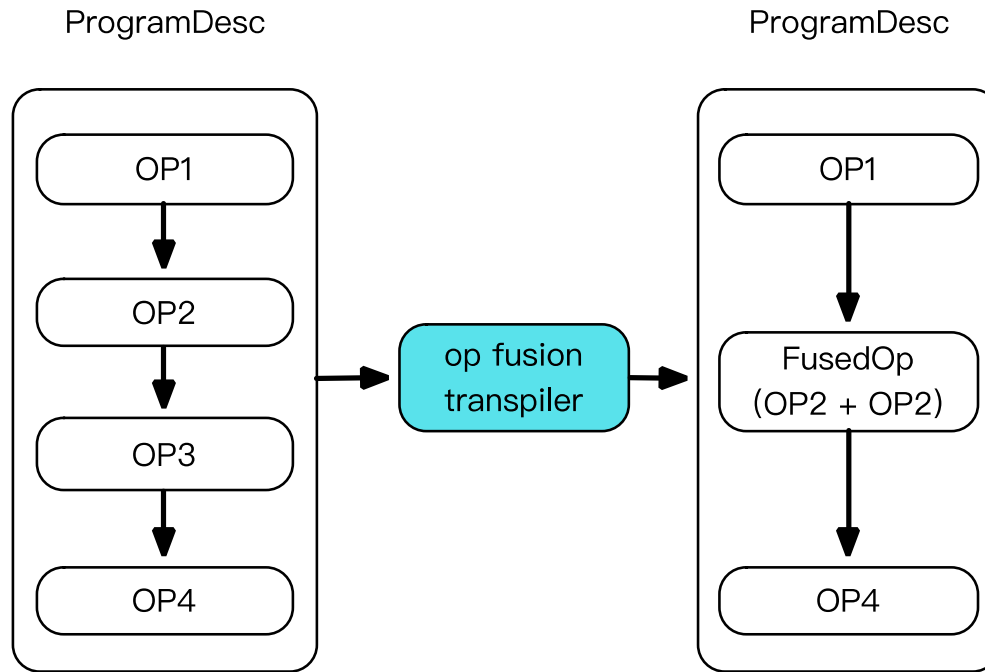 ProgramDesc
OP1
OP2
OP3
OP4
op fusion
transpiler
ProgramDesc
OP1
FusedOp
(OP2 + OP2)
OP4